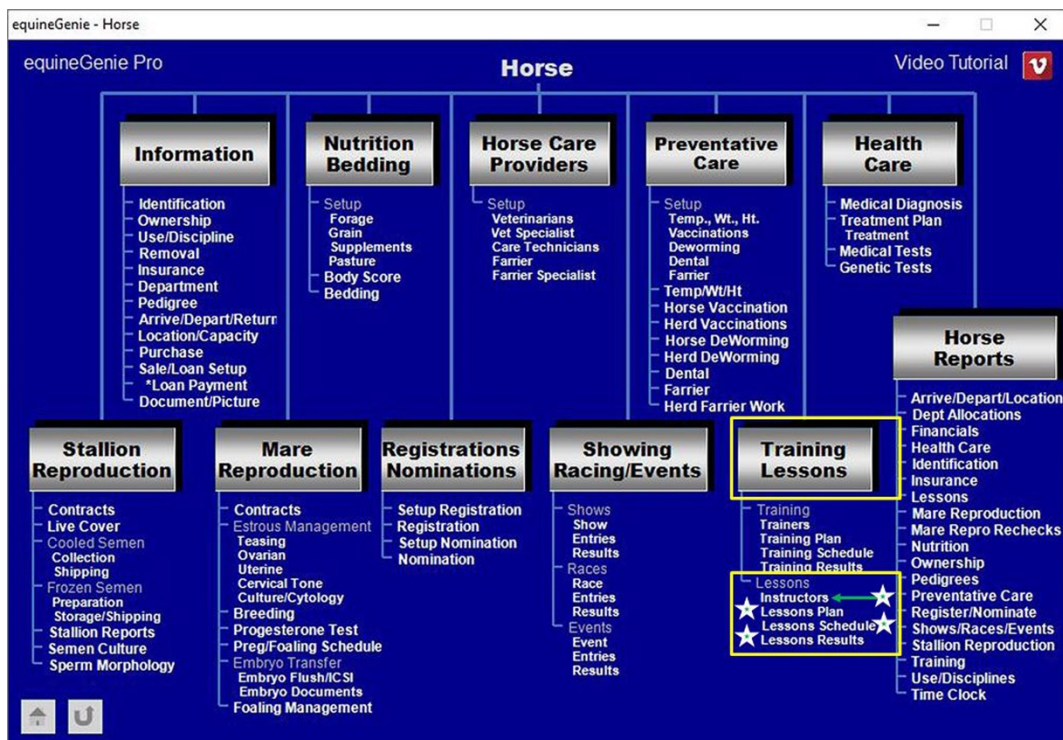 equineGenie - Horse
equineGenie Pro
Horse
Video Tutorial
Information
Identification
Ownership
Use/Discipline
Removal
Insurance
Department
Pedigree
Arrive/Depart/Return
Location/Capacity
Purchase
Sale/Loan Setup
*Loan Payment
Document/Picture
Nutrition
Bedding
Setup
Forage
Grain
Supplements
Pasture
Body Score
Bedding
Horse Care
Providers
Setup
Veterinarians
Vet Specialist
Care Technicians
Farrier
Farrier Specialist
Preventative
Care
Setup
Temp., Wt., Ht.
Vaccinations
Deworming
Dental
Farrier
Temp/Wt/Ht
Horse Vaccination
Herd Vaccinations
Horse DeWorming
Herd DeWorming
Dental
Farrier
Herd Farrier Work
Health
Care
Medical Diagnosis
Treatment Plan
Treatment
Medical Tests
Genetic Tests
Horse
Reports
Arrive/Depart/Location
Dept Allocations
Financials
Health Care
Identification
Insurance
Lessons
Mare Reproduction
Mare Repro Rechecks
Nutrition
Ownership
Pedigrees
Preventative Care
Register/Nominate
Shows/Races/Events
Stallion Reproduction
Training
Use/Disciplines
Time Clock
Stallion
Reproduction
Contracts
Live Cover
Cooled Semen
Collection
Shipping
Frozen Semen
Preparation
Storage/Shipping
Stallion Reports
Semen Culture
Sperm Morphology
Mare
Reproduction
Contracts
Estrous Management
Teasing
Ovarian
Uterine
Cervical Tone
Culture/Cytology
Breeding
Progesterone Test
Preg/Foaling Schedule
Embryo Transfer
Embryo Flush/ICSI
Embryo Documents
Foaling Management
Registrations
Nominations
Setup Registration
Registration
Setup Nomination
Nomination
Showing
Racing/Events
Shows
Show
Entries
Results
Races
Race
Entries
Results
Events
Event
Entries
Results
Training
Lessons
Training
Trainers
Training Plan
Training Schedule
Training Results
Lessons
Instructors
Lessons Plan
Lessons Schedule
Lessons Results